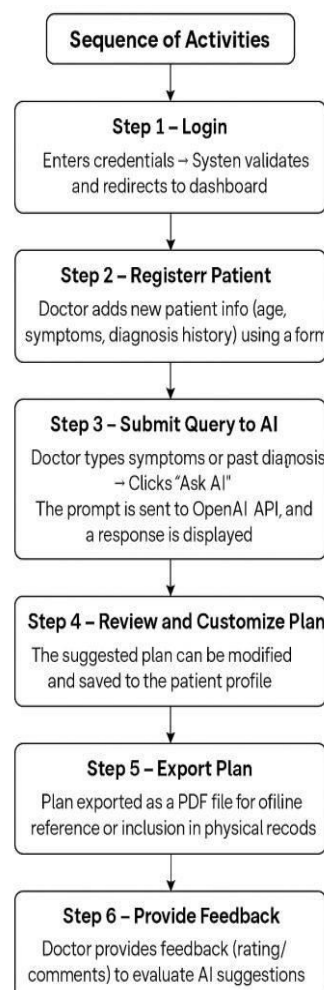 Sequence of Activities
Step 1 – Login
Enters credentials → Systen validates
and redirects to dashboard
Step 2 – Registerr Patient
Doctor adds new patient info (age,
symptoms, diagnosis history) using a form
Step 3 – Submit Query to AI
Doctor types symptoms or past diagnosis
→ Clicks “Ask AI”
The prompt is sent to OpenAI API, and
a response is displayed
Step 4 – Review and Customize Plan
The suggested plan can be modified
and saved to the patient profile
Step 5 – Export Plan
Plan exported as a PDF file for ofiline
reference or inclusion in physical recods
Step 6 – Provide Feedback
Doctor provides feedback (rating/
comments) to evaluate AI suggestions